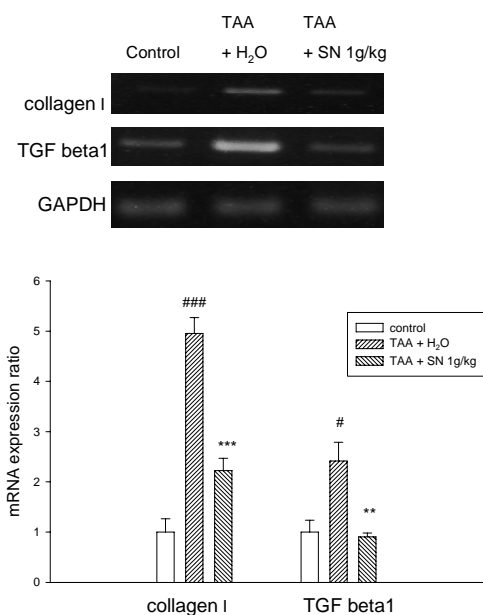 TAA TAA
Control + H₂O + SN 1g/kg
collagen I
TGF beta1
GAPDH
6
###
5
control
TAA + H₂O
TAA + SN 1g/kg
4
mRNA expression ratio
3
#
***
2
**
1
0
collagen I TGF beta1